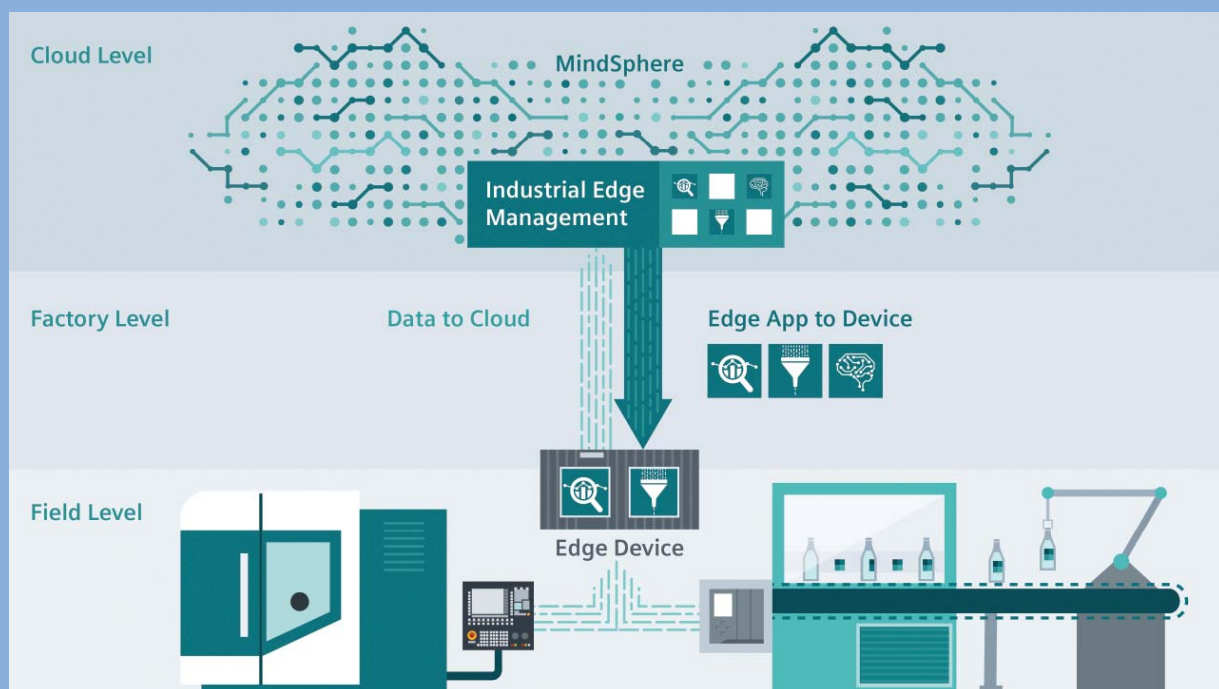 Cloud Level
MindSphere
Industrial Edge
Management
Factory Level
Data to Cloud
Edge App to Device
Field Level
Edge Device